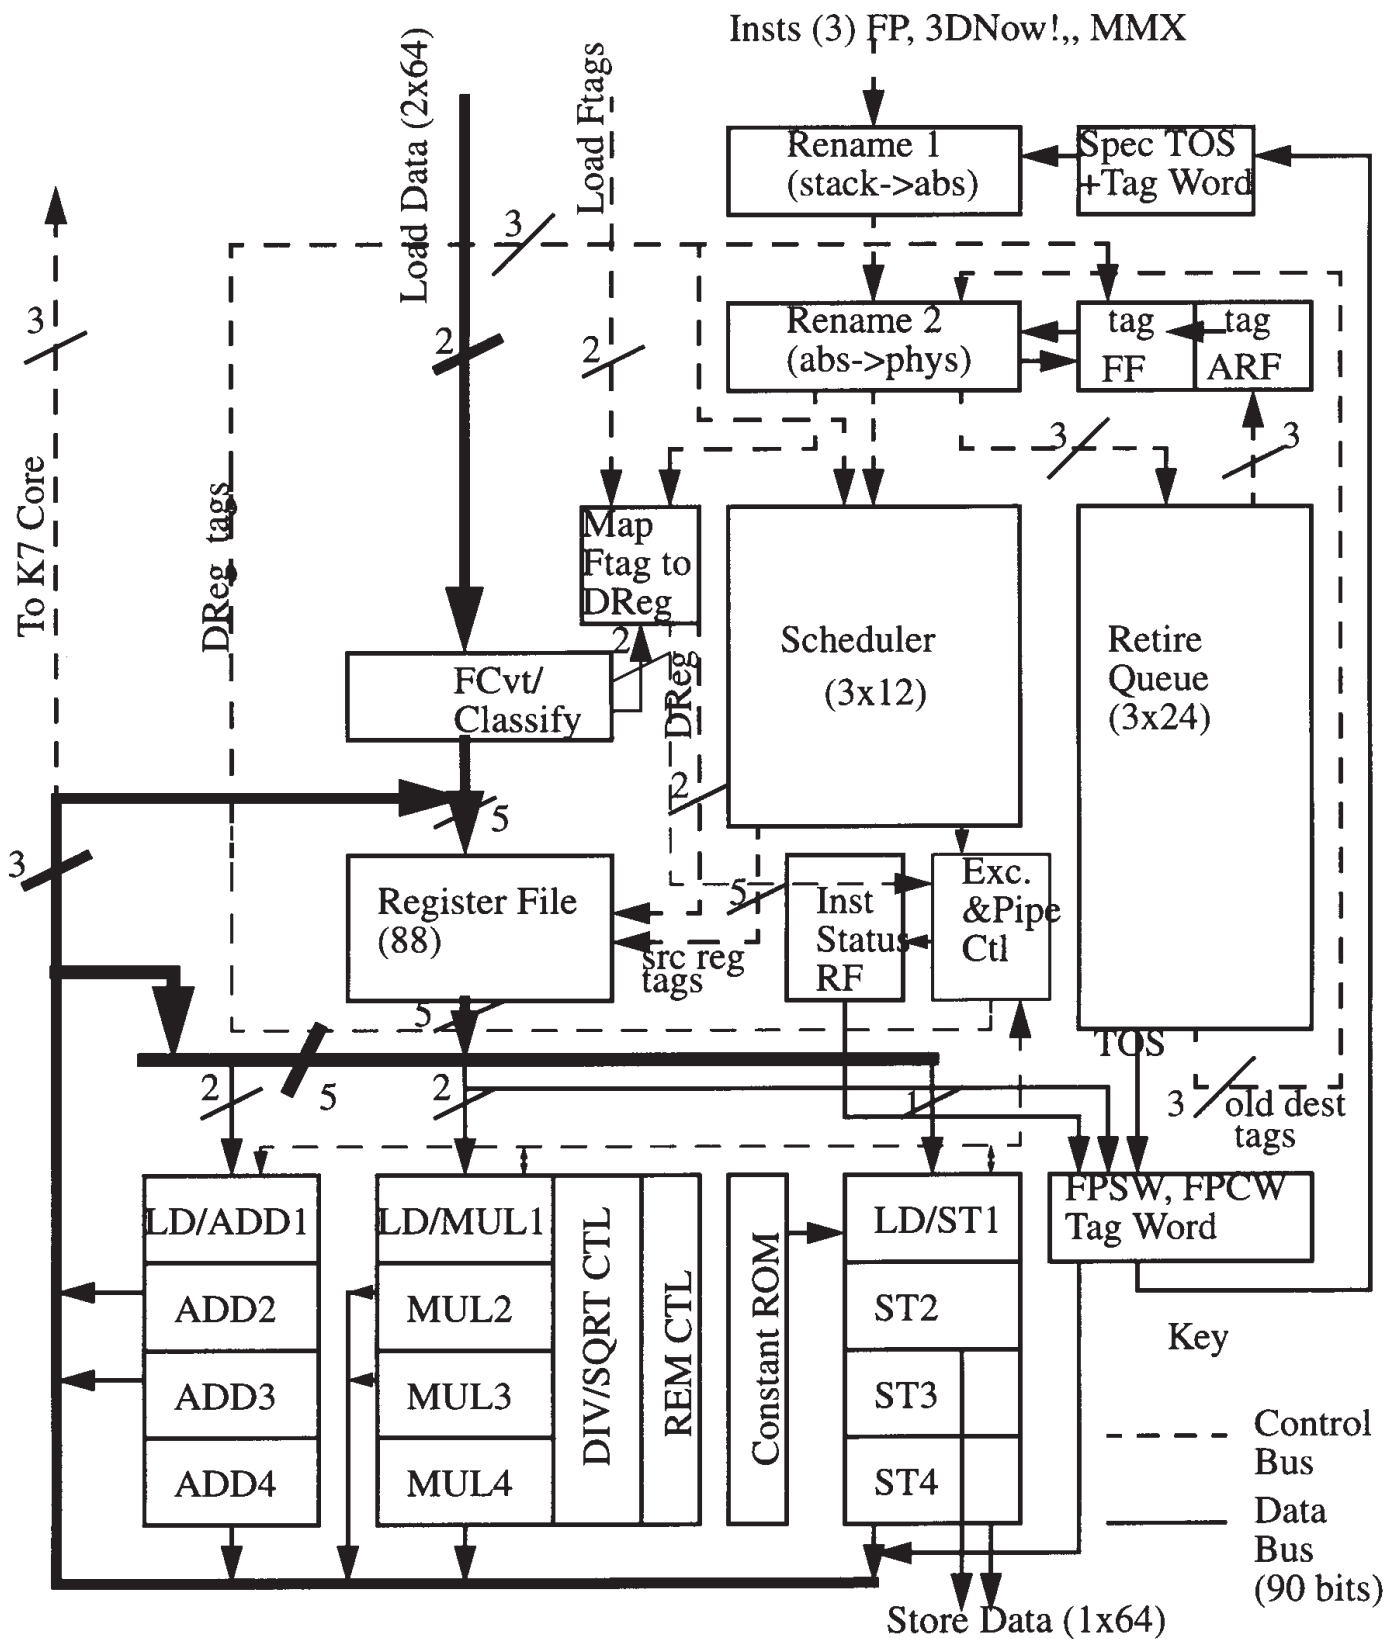 Insts (3) FP, 3DNow!,, MMX
Load Data (2x64)
Load Ftags
Rename 1
(stack->abs)
Spec TOS
+Tag Word
3
3
2
2
Rename 2
(abs->phys)
tag
FF
tag
ARF
3
3
To K7 Core
DReg tags
Map
Ftag to
DReg
Scheduler
(3x12)
Retire
Queue
(3x24)
2
FCvt/
Classify
DReg
2
5
3
Register File
(88)
5
Inst
Status
RF
Exc.
&Pipe
Ctl
src reg
tags
5
TOS
2
5
2
1
3
old dest
tags
LD/ADD1
ADD2
ADD3
ADD4
LD/MUL1
MUL2
MUL3
MUL4
DIV/SQRT CTL
REM CTL
Constant ROM
LD/ST1
ST2
ST3
ST4
FPSW, FPCW
Tag Word
Key
Control
Bus
Data
Bus
(90 bits)
Store Data (1x64)